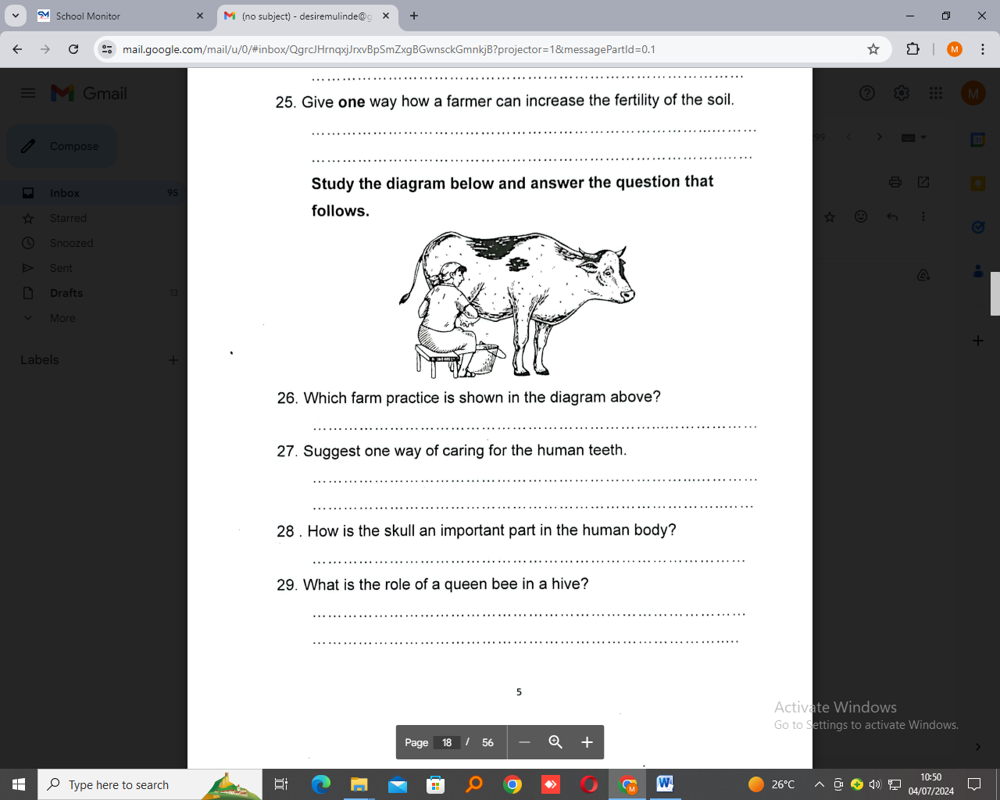 School Monitor
(no subject) - desiremulinde@g
mail.google.com/mail/u/0/#inbox/QgrcJHrnqxjJrxvBpSmZxgBGwnsckGmnkjB?projector=1&messagePartId=0.1
M
Gmail
M
Compose
99
Inbox 95
Starred
Snoozed
Sent
Drafts 13
More
Labels
25. Give one way how a farmer can increase the fertility of the soil.
Study the diagram below and answer the question that
follows.
26. Which farm practice is shown in the diagram above?
27. Suggest one way of caring for the human teeth.
28 . How is the skull an important part in the human body?
29. What is the role of a queen bee in a hive?
5
Activate Windows
Go to Settings to activate Windows.
Page 18 / 56
Type here to search
26°C
10:50
04/07/2024